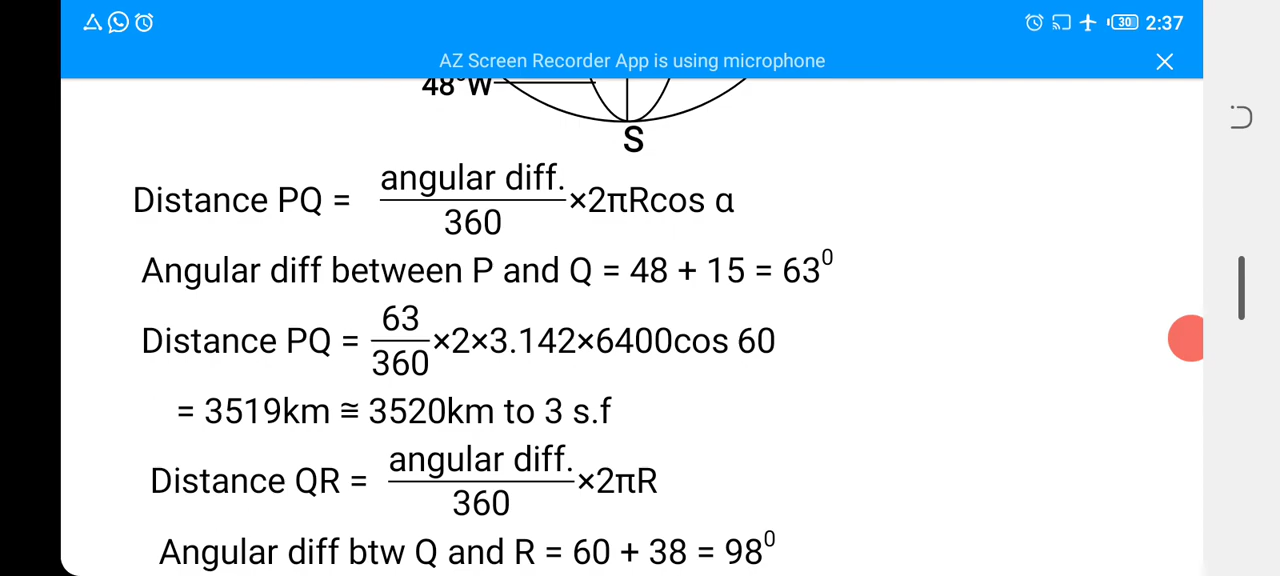 30 2:37
AZ Screen Recorder App is using microphone
48°W
S
Distance PQ = angular diff./360 ×2πRcos α
Angular diff between P and Q = 48 + 15 = 63⁰
Distance PQ = 63/360 ×2×3.142×6400cos 60
= 3519km ≅ 3520km to 3 s.f
Distance QR = angular diff./360 ×2πR
Angular diff btw Q and R = 60 + 38 = 98⁰